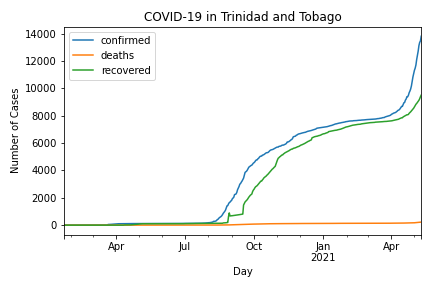 COVID-19 in Trinidad and Tobago
confirmed
deaths
recovered
Number of Cases
14000
12000
10000
8000
6000
4000
2000
0
Apr
Jul
Oct
Jan
2021
Apr
Day